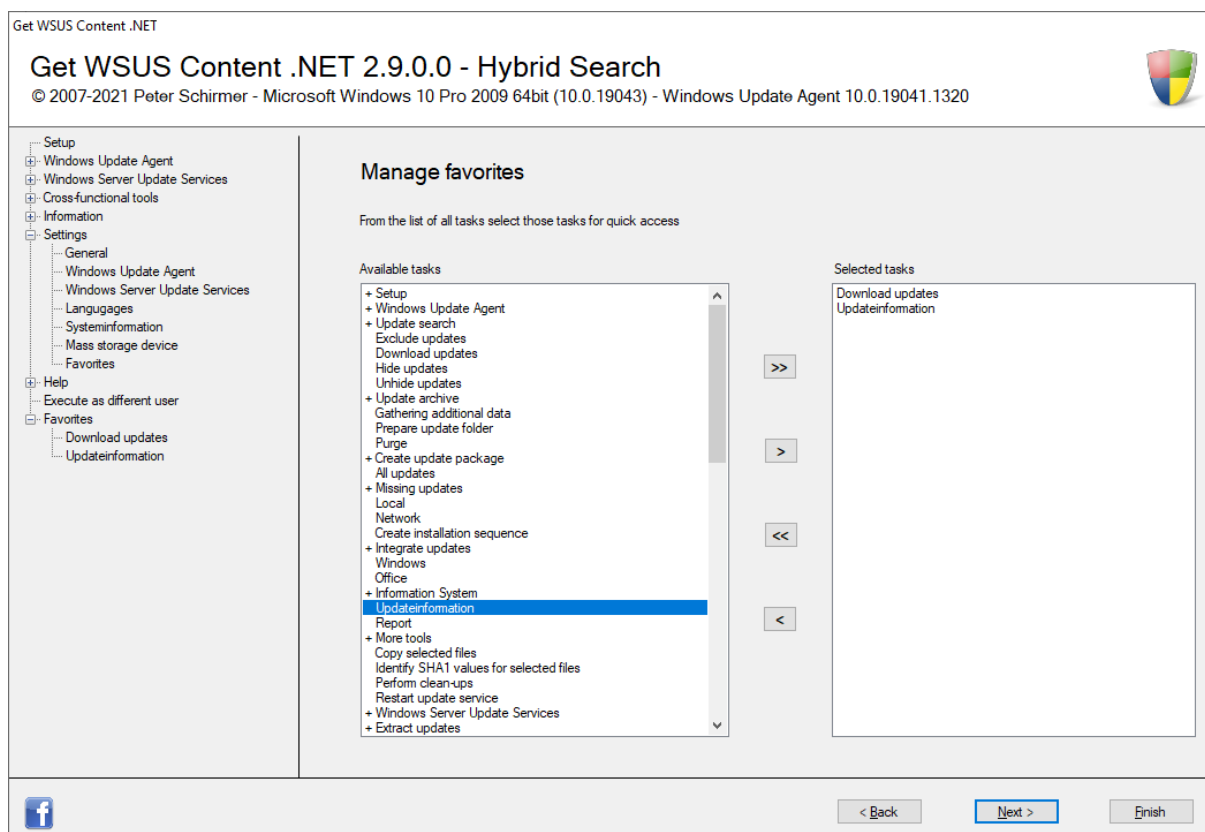 Get WSUS Content .NET
Get WSUS Content .NET 2.9.0.0 - Hybrid Search
© 2007-2021 Peter Schirmer - Microsoft Windows 10 Pro 2009 64bit (10.0.19043) - Windows Update Agent 10.0.19041.1320
Setup
Windows Update Agent
Windows Server Update Services
Cross-functional tools
Information
Settings
General
Windows Update Agent
Windows Server Update Services
Langugages
Systeminformation
Mass storage device
Favorites
Help
Execute as different user
Favorites
Download updates
Updateinformation
Manage favorites
From the list of all tasks select those tasks for quick access
Available tasks
+ Setup
+ Windows Update Agent
+ Update search
Exclude updates
Download updates
Hide updates
Unhide updates
+ Update archive
Gathering additional data
Prepare update folder
Purge
+ Create update package
All updates
+ Missing updates
Local
Network
Create installation sequence
+ Integrate updates
Windows
Office
+ Information System
Updateinformation
Report
+ More tools
Copy selected files
Identify SHA1 values for selected files
Perform clean-ups
Restart update service
+ Windows Server Update Services
+ Extract updates
>>
>
<<
<
Selected tasks
Download updates
Updateinformation
f
< Back
Next >
Finish